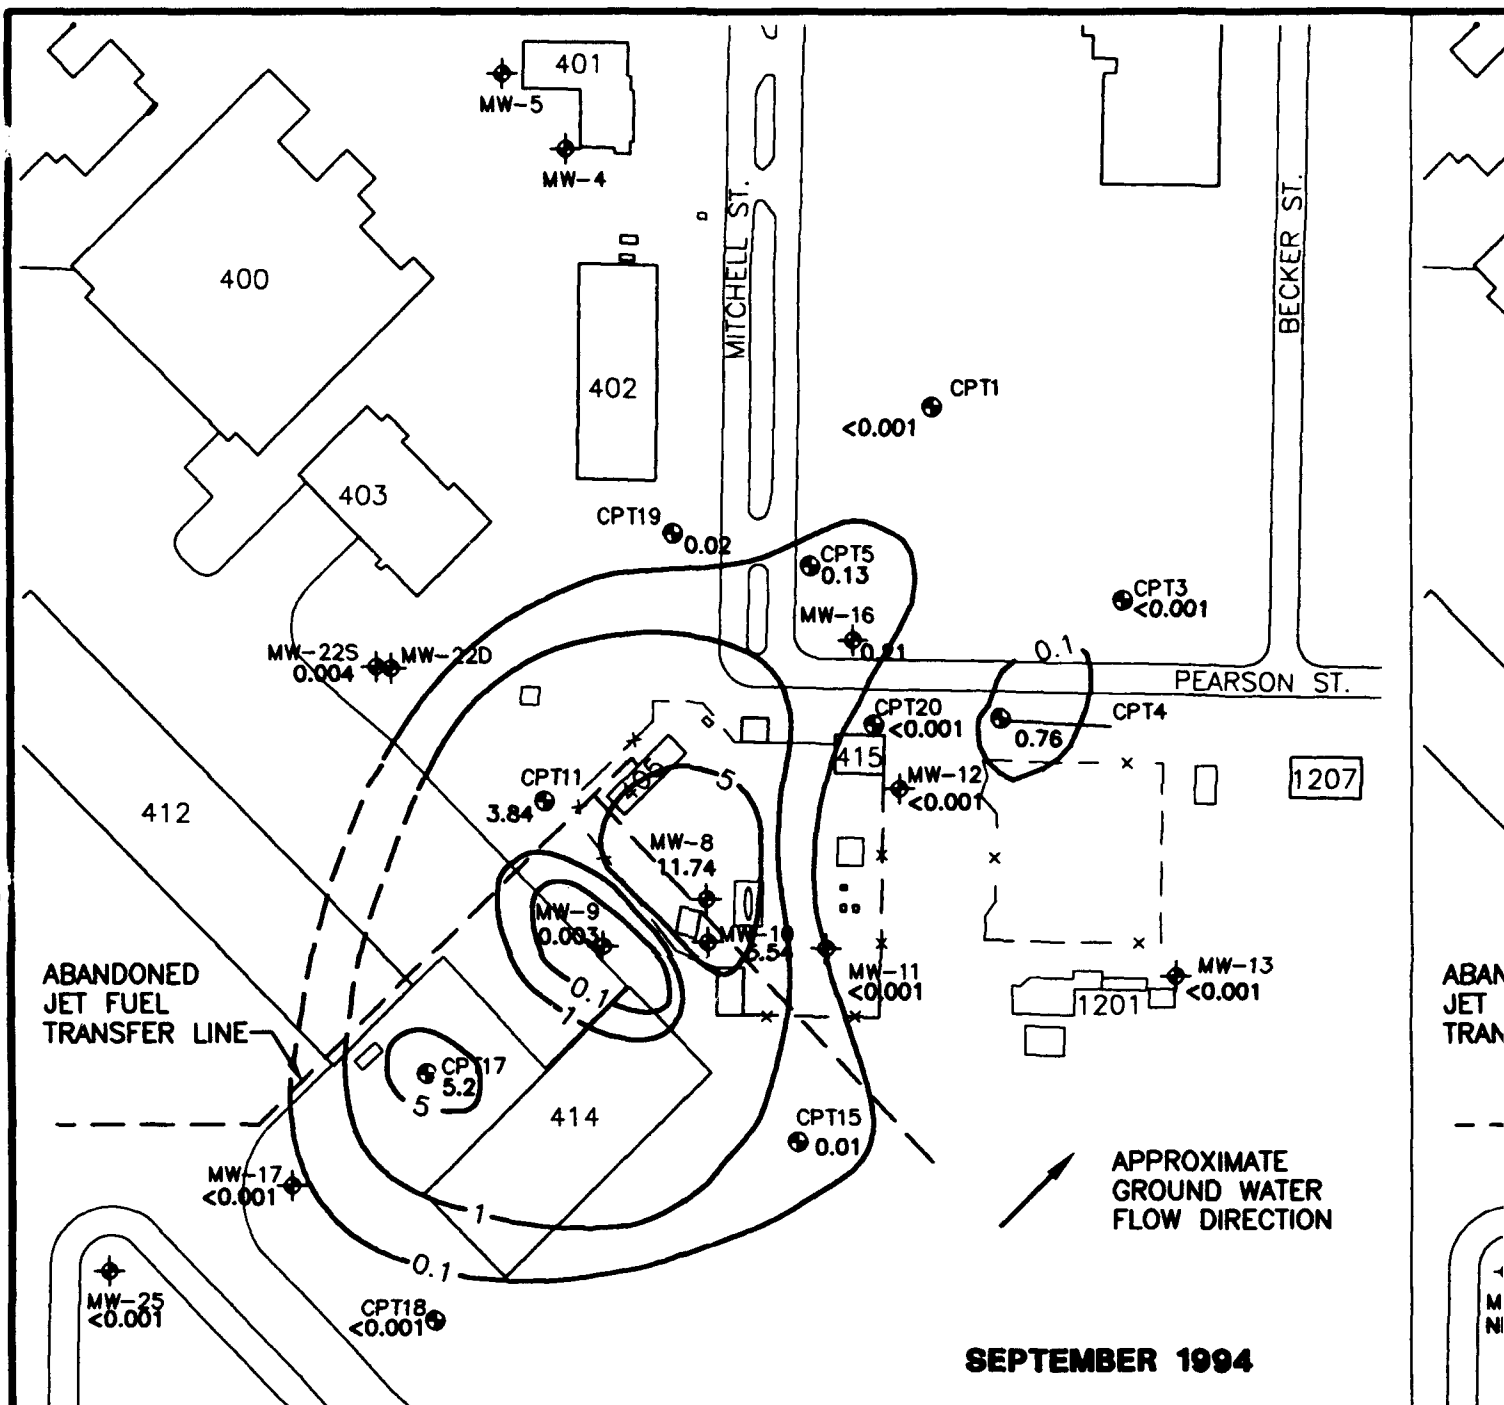 401
MW-5
MW-4
400
MITCHELL ST.
BECKER ST.
402
CPT1
<0.001
403
CPT19
0.02
CPT5
0.13
CPT3
<0.001
MW-16
MW-22S
0.004
MW-22D
0.1
PEARSON ST.
CPT20
<0.001
CPT4
0.76
415
MW-12
<0.001
1207
CPT11
3.84
5
412
MW-8
11.74
MW-9
0.003
MW-10
MW-11
<0.001
MW-13
<0.001
1201
0.1
1
ABANDONED
JET FUEL
TRANSFER LINE
CPT17
5.2
5
414
CPT15
0.01
APPROXIMATE
GROUND WATER
FLOW DIRECTION
MW-17
<0.001
1
0.1
MW-25
<0.001
CPT18
<0.001
SEPTEMBER 1994
ABAN
JET
TRAN